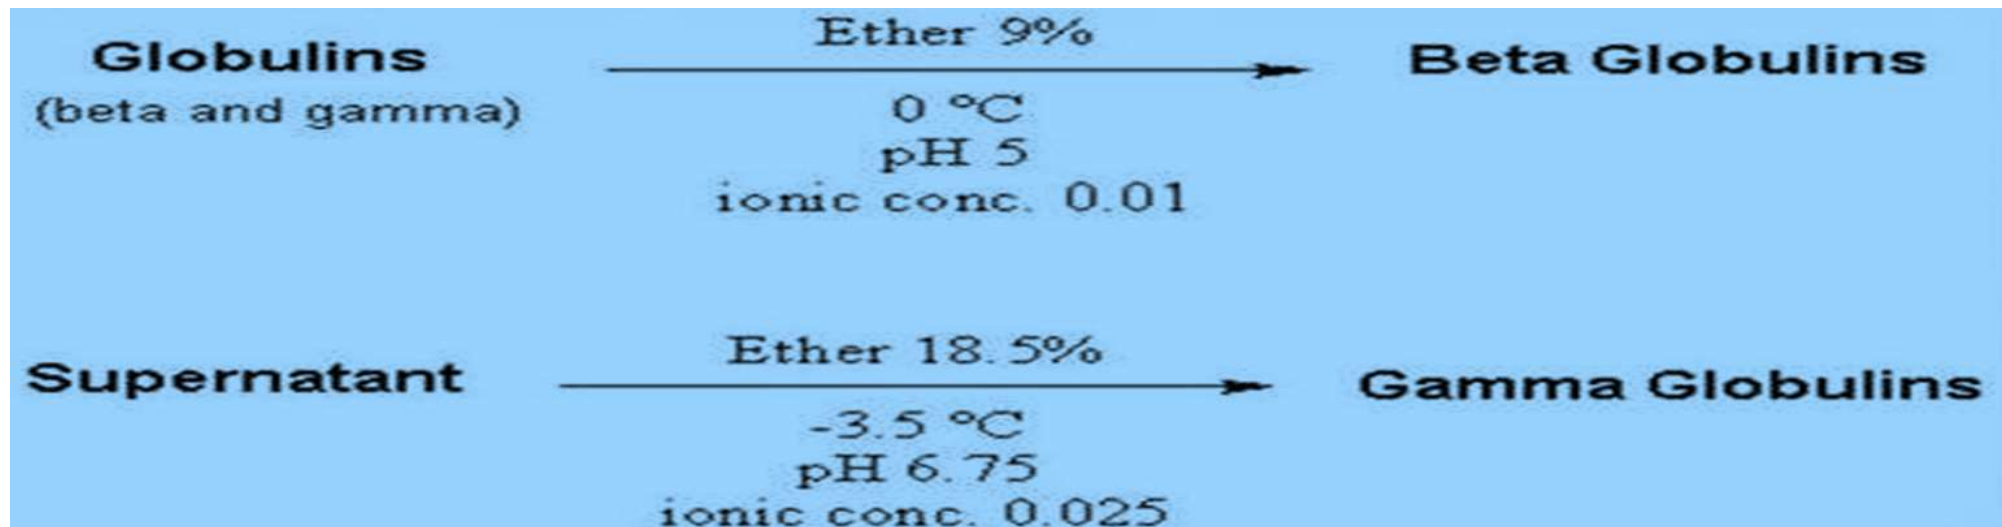 Globulins
(beta and gamma)
Ether 9%
0 °C
pH 5
ionic conc. 0.01
Beta Globulins
Supernatant
Ether 18.5%
-3.5 °C
pH 6.75
ionic conc. 0.025
Gamma Globulins